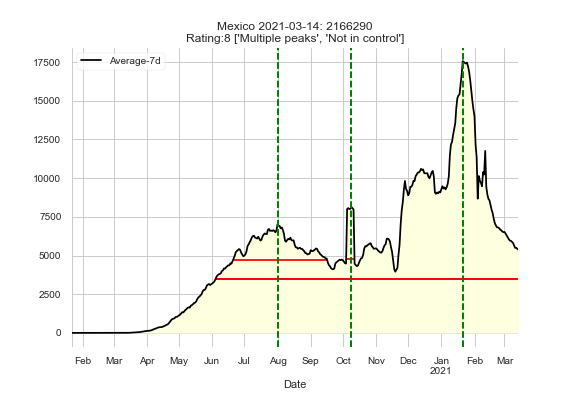 Mexico 2021-03-14: 2166290
Rating:8 ['Multiple peaks', 'Not in control']
Average-7d
17500
15000
12500
10000
7500
5000
2500
0
Feb Mar Apr May Jun Jul Aug Sep Oct Nov Dec Jan Feb Mar
2021
Date